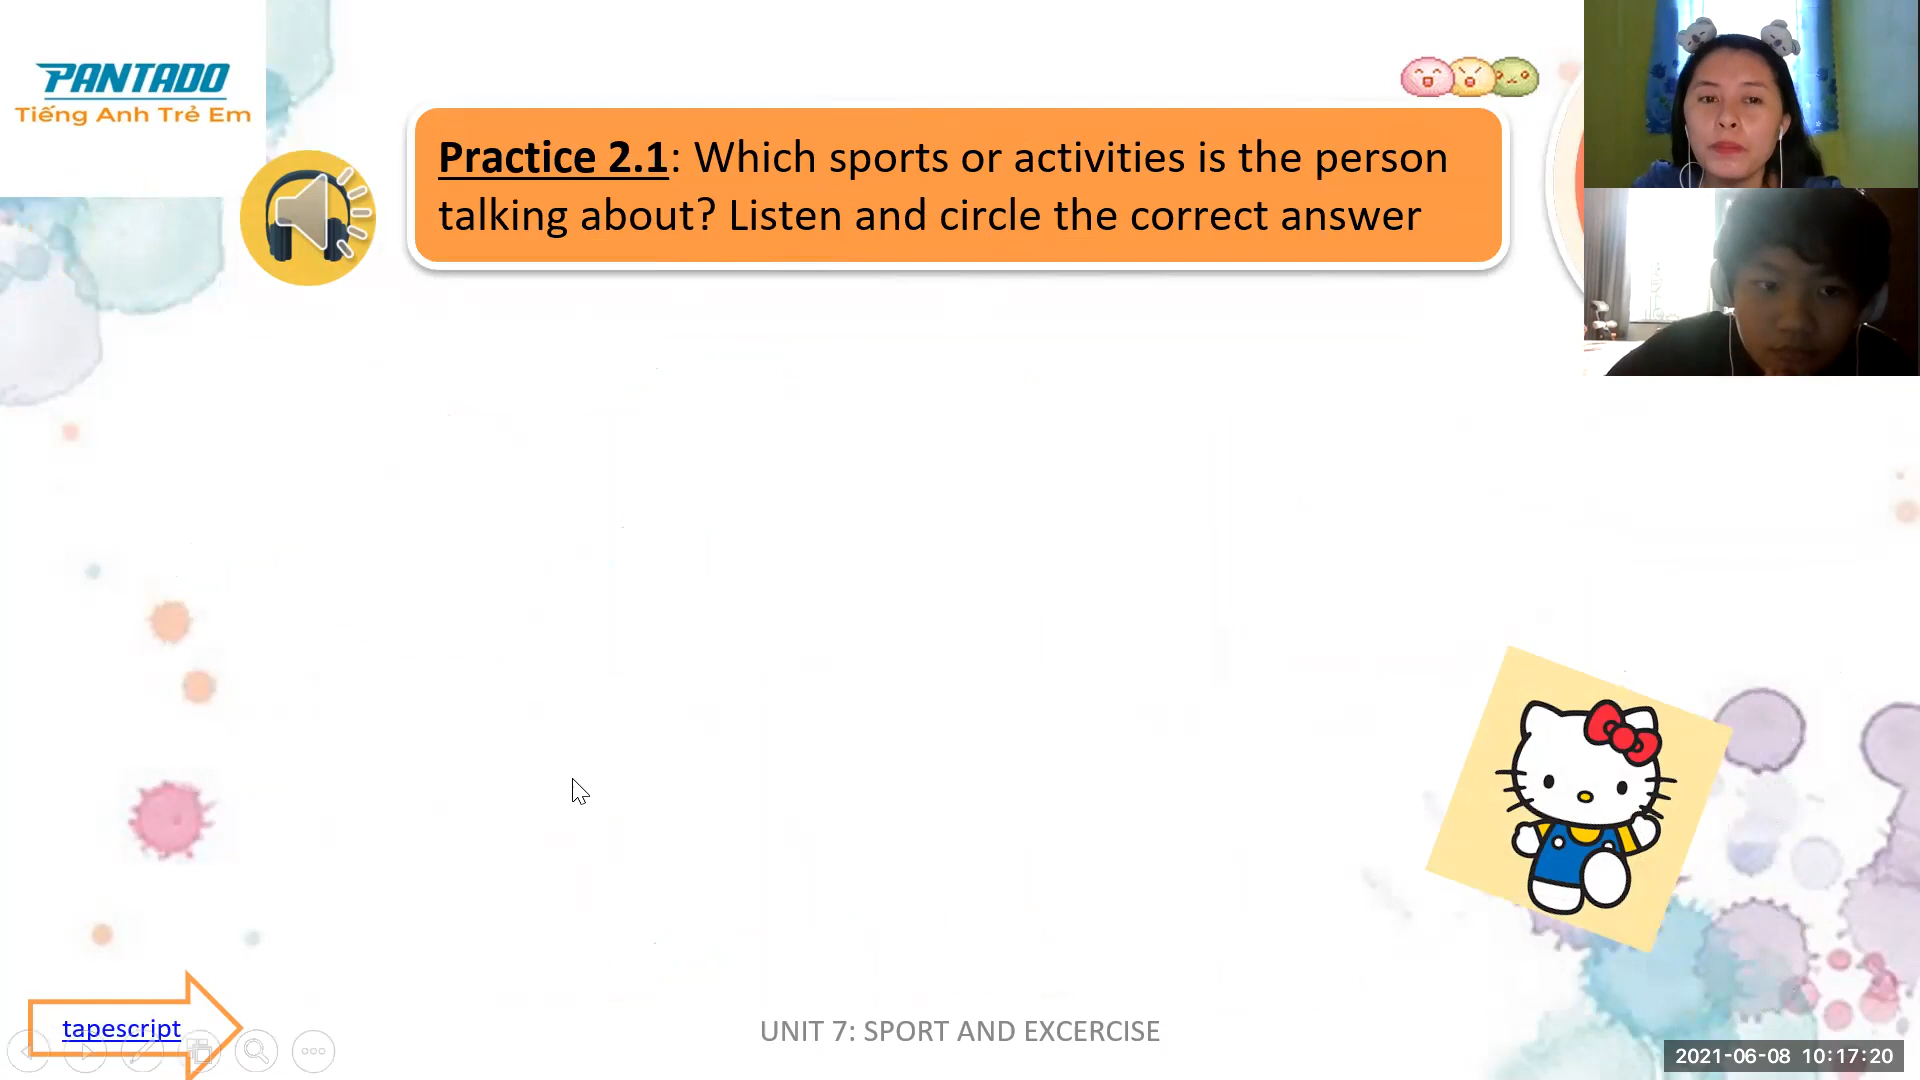 PANTADO
Tiếng Anh Trẻ Em
Practice 2.1: Which sports or activities is the person
talking about? Listen and circle the correct answer
tapescript
UNIT 7: SPORT AND EXCERCISE
2021-06-08 10:17:20